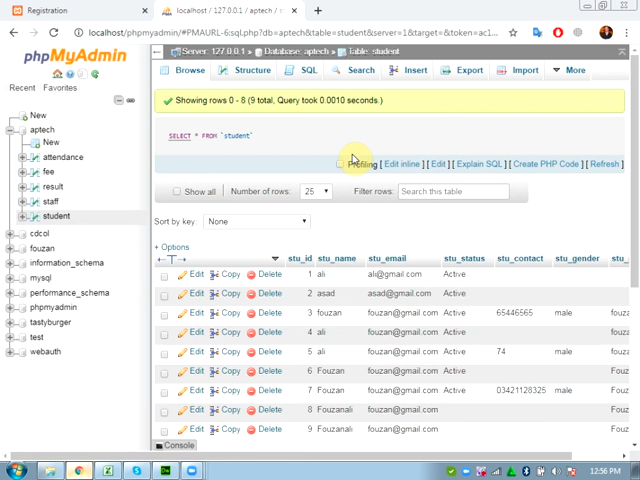 Registration
localhost / 127.0.0.1 / aptech / st
localhost/phpmyadmin/#PMAURL-6:sql.php?db=aptech&table=student&server=1&target=&token=ac1...
phpMyAdmin
Recent Favorites
New
aptech
New
attendance
fee
result
staff
student
cdcol
fouzan
information_schema
mysql
performance_schema
phpmyadmin
tastyburger
test
webauth
Server: 127.0.0.1 » Database: aptech » Table: student
Browse Structure SQL Search Insert Export Import More
Showing rows 0 - 8 (9 total, Query took 0.0010 seconds.)
SELECT * FROM `student`
Profiling [ Edit inline ] [ Edit ] [ Explain SQL ] [ Create PHP Code ] [ Refresh ]
Show all Number of rows: 25 Filter rows: Search this table
Sort by key: None
+ Options
stu_id stu_name stu_email stu_status stu_contact stu_gender stu_
Edit Copy Delete 1 ali ali@gmail.com Active
Edit Copy Delete 2 asad asad@gmail.com Active
Edit Copy Delete 3 fouzan fouzan@gmail.com Active 65446565 male fouza
Edit Copy Delete 4 ali fouzan@gmail.com Active
Edit Copy Delete 5 ali fouzan@gmail.com Active 74 male fouza
Edit Copy Delete 6 Fouzan fouzan@gmail.com Active Fouza
Edit Copy Delete 7 Fouzan fouzan@gmail.com Active 03421128325 male fouza
Edit Copy Delete 8 Fouzanali fouzan@gmail.com Fouza
Edit Copy Delete 9 Fouzanali fouzan@gmail.com Fouza
Console
12:56 PM